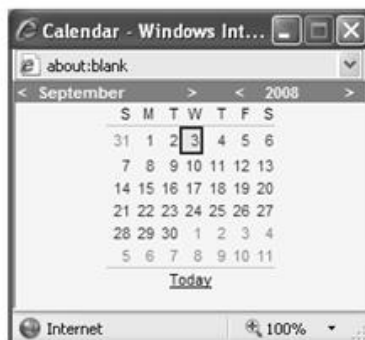 Calendar - Windows Int...
about:blank
< September > < 2008 >
S M T W T F S
31 1 2 3 4 5 6
7 8 9 10 11 12 13
14 15 16 17 18 19 20
21 22 23 24 25 26 27
28 29 30 1 2 3 4
5 6 7 8 9 10 11
Today
Internet 100%